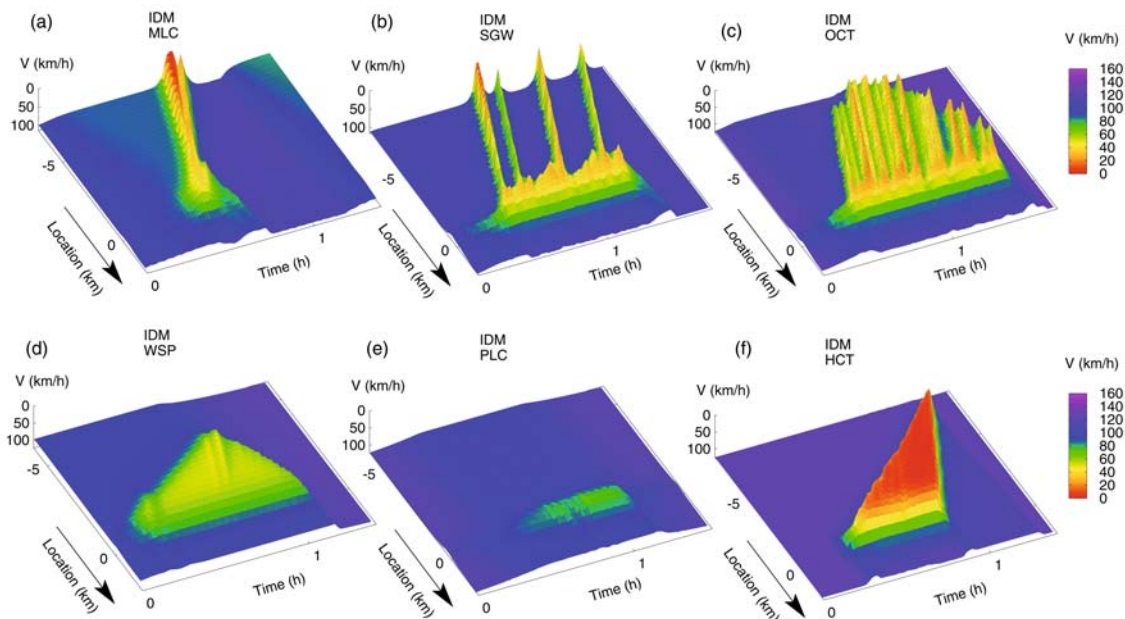 (a)
IDM
MLC
V (km/h)
0
50
100
-5
0
Location (km)
0
1
Time (h)
(b)
IDM
SGW
V (km/h)
0
50
100
-5
0
Location (km)
0
1
Time (h)
(c)
IDM
OCT
V (km/h)
0
50
100
-5
0
Location (km)
0
1
Time (h)
V (km/h)
160
140
120
100
80
60
40
20
0
(d)
IDM
WSP
V (km/h)
0
50
100
-5
0
Location (km)
0
1
Time (h)
(e)
IDM
PLC
V (km/h)
0
50
100
-5
0
Location (km)
0
1
Time (h)
(f)
IDM
HCT
V (km/h)
0
50
100
-5
0
Location (km)
0
1
Time (h)
V (km/h)
160
140
120
100
80
60
40
20
0